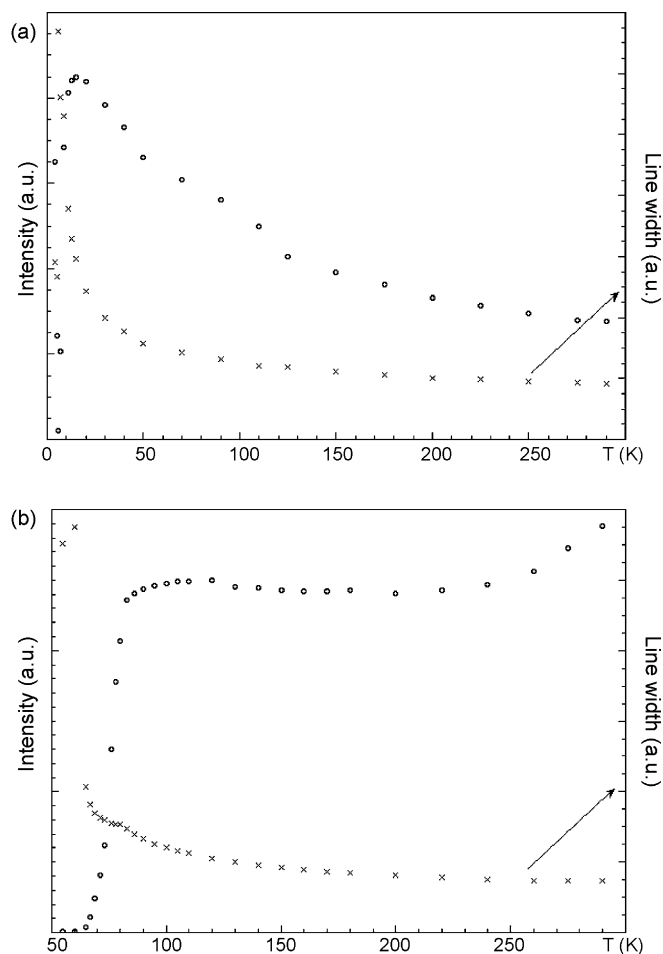 (a)
Intensity (a.u.)
Line width (a.u.)
0 50 100 150 200 250 T (K)
(b)
Intensity (a.u.)
Line width (a.u.)
50 100 150 200 250 T (K)